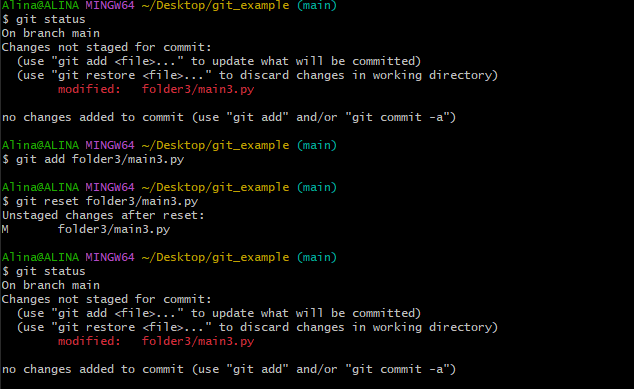 Alina@ALINA MINGW64 ~/Desktop/git_example (main)
$ git status
On branch main
Changes not staged for commit:
  (use "git add <file>..." to update what will be committed)
  (use "git restore <file>..." to discard changes in working directory)
        modified:   folder3/main3.py

no changes added to commit (use "git add" and/or "git commit -a")

Alina@ALINA MINGW64 ~/Desktop/git_example (main)
$ git add folder3/main3.py

Alina@ALINA MINGW64 ~/Desktop/git_example (main)
$ git reset folder3/main3.py
Unstaged changes after reset:
M       folder3/main3.py

Alina@ALINA MINGW64 ~/Desktop/git_example (main)
$ git status
On branch main
Changes not staged for commit:
  (use "git add <file>..." to update what will be committed)
  (use "git restore <file>..." to discard changes in working directory)
        modified:   folder3/main3.py

no changes added to commit (use "git add" and/or "git commit -a")